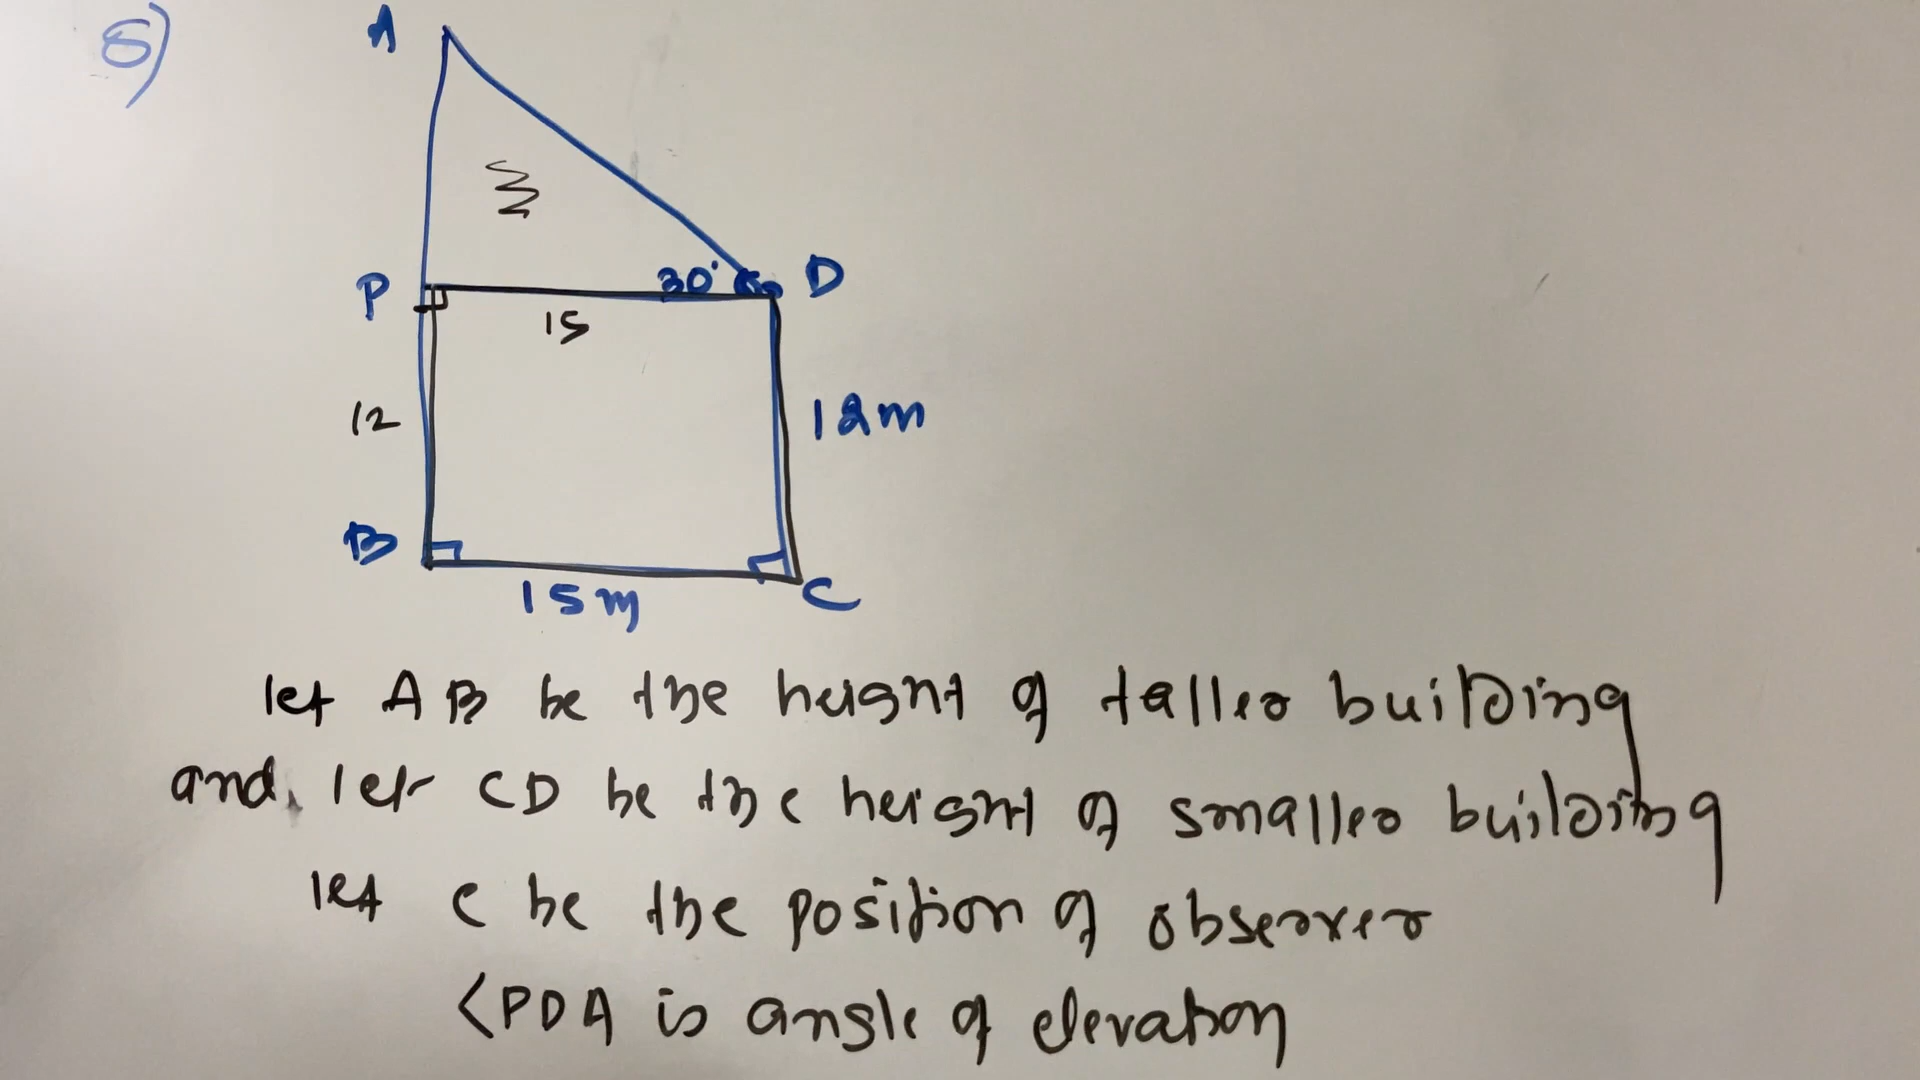 5)
A
P
30°
D
15
12
12m
B
15m
C
let AB be the height of taller building
and, let CD be the height of smaller building
let C be the position of observer
<PDA is angle of elevation